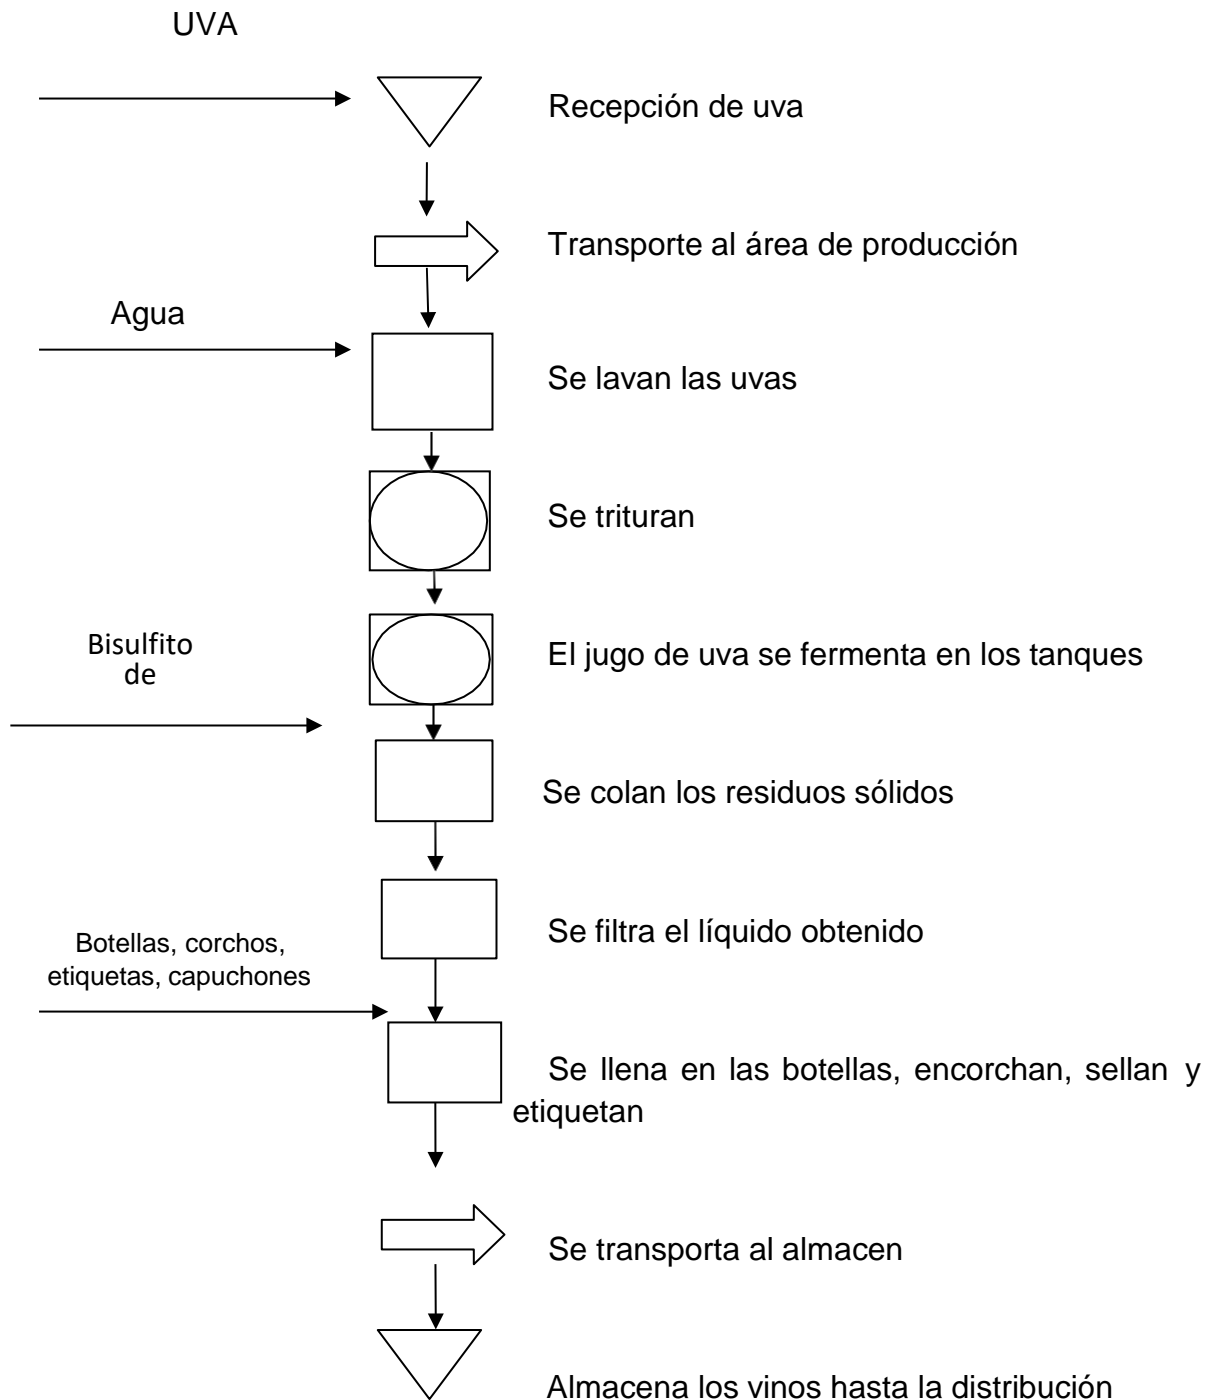 UVA
Recepción de uva
Transporte al área de producción
Agua
Se lavan las uvas
Se trituran
Bisulfito
de
El jugo de uva se fermenta en los tanques
Se colan los residuos sólidos
Se filtra el líquido obtenido
Botellas, corchos,
etiquetas, capuchones
Se llena en las botellas, encorchan, sellan y
etiquetan
Se transporta al almacen
Almacena los vinos hasta la distribución